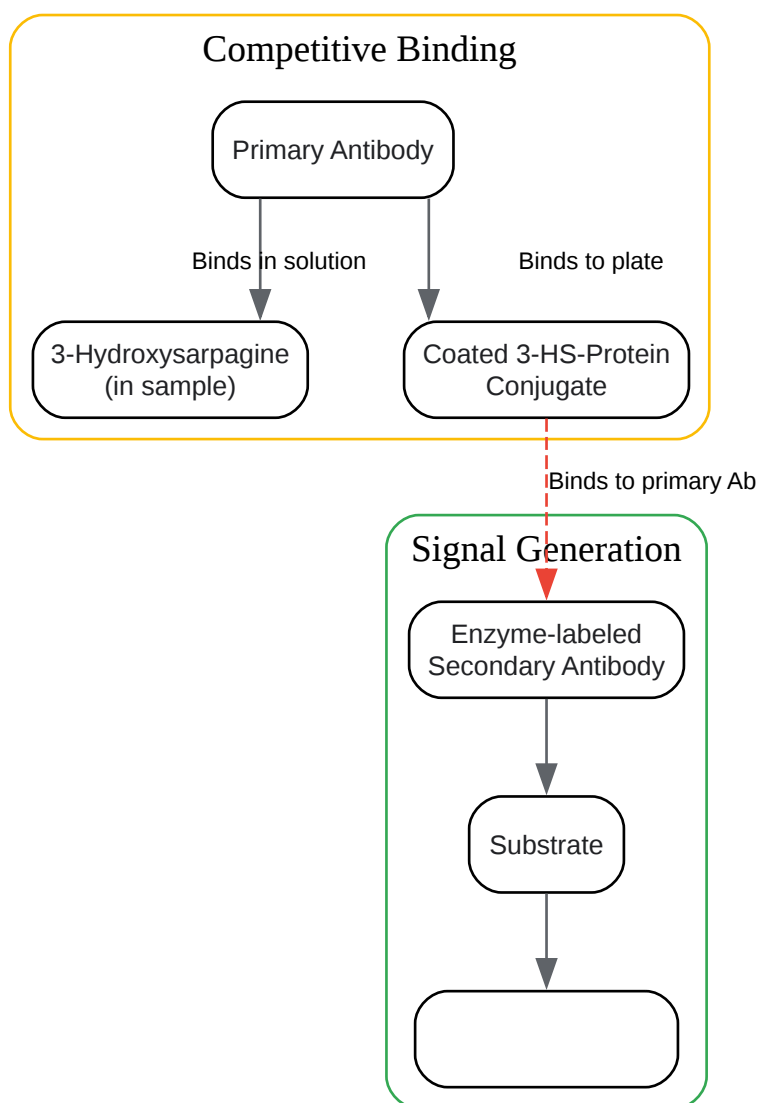 Competitive Binding
Primary Antibody
Binds in solution
Binds to plate
3-Hydroxysarpagine
(in sample)
Coated 3-HS-Protein
Conjugate
Binds to primary Ab
Signal Generation
Enzyme-labeled
Secondary Antibody
Substrate